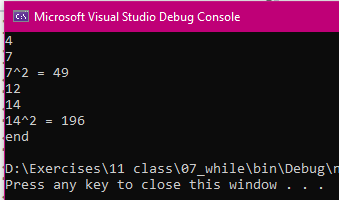 Microsoft Visual Studio Debug Console
4
7
7^2 = 49
12
14
14^2 = 196
end
D:\Exercises\11 class\07_while\bin\Debug\
Press any key to close this window . . .